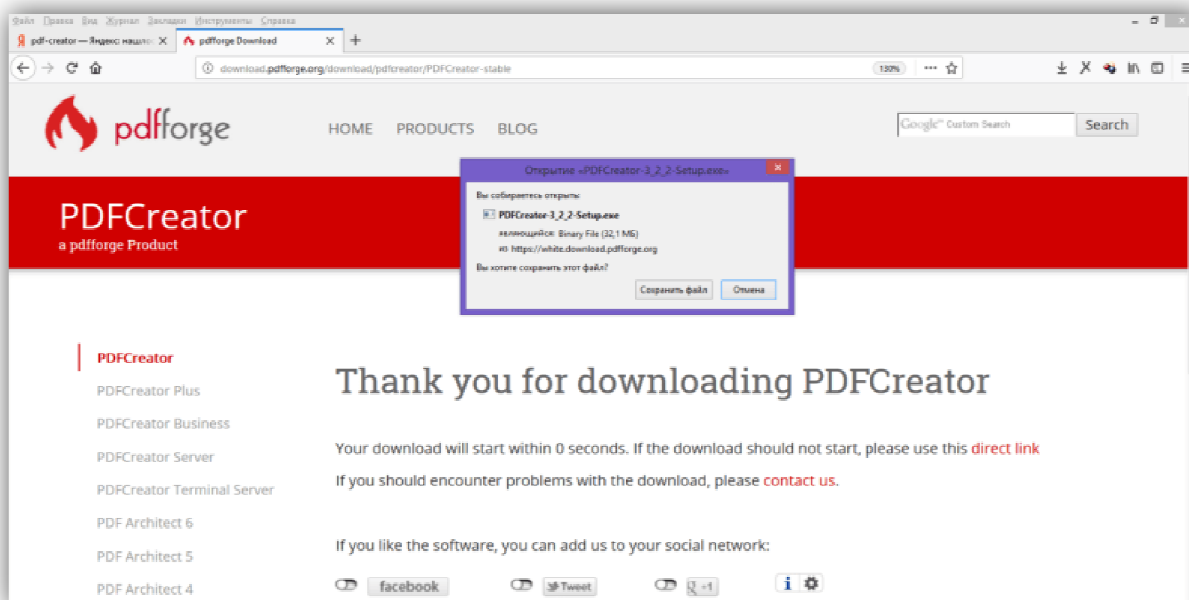 Файл Правка Вид Журнал Закладки Инструменты Справка
pdf-creator — Яндекс: нашло
pdfforge Download
download.pdfforge.org/download/pdfcreator/PDFCreator-stable
130%
pdfforge
HOME PRODUCTS BLOG
Google™ Custom Search
Search
Открытие «PDFCreator-3_2_2-Setup.exe»
Вы собираетесь открыть:
PDFCreator-3_2_2-Setup.exe
являющийся: Binary File (32,1 МБ)
из https://white.download.pdfforge.org
Вы хотите сохранить этот файл?
Сохранить файл
Отмена
PDFCreator
a pdfforge Product
PDFCreator
PDFCreator Plus
PDFCreator Business
PDFCreator Server
PDFCreator Terminal Server
PDF Architect 6
PDF Architect 5
PDF Architect 4
Thank you for downloading PDFCreator
Your download will start within 0 seconds. If the download should not start, please use this direct link
If you should encounter problems with the download, please contact us.
If you like the software, you can add us to your social network:
facebook
Tweet
+1
i